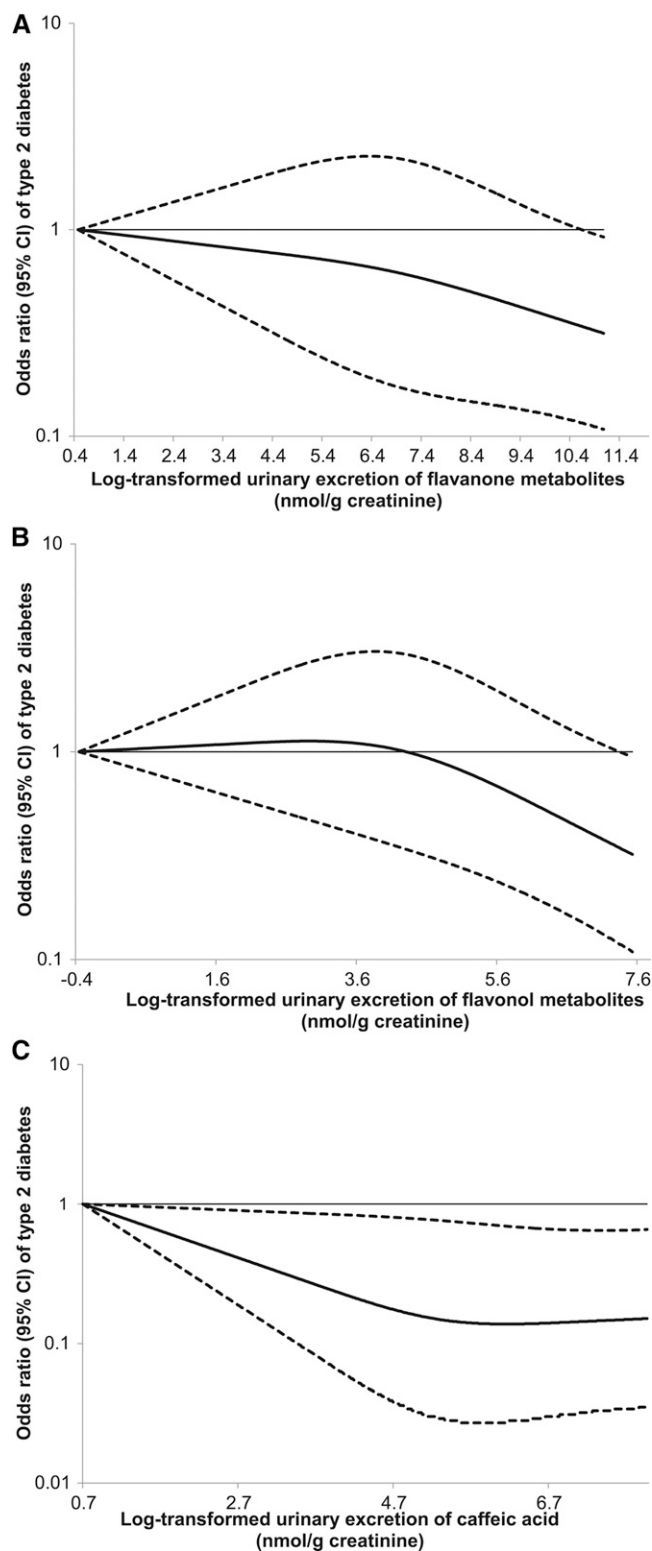 A
Odds ratio (95% CI) of type 2 diabetes
10
1
0.1
0.4 1.4 2.4 3.4 4.4 5.4 6.4 7.4 8.4 9.4 10.4 11.4
Log-transformed urinary excretion of flavanone metabolites
(nmol/g creatinine)
B
Odds ratio (95% CI) of type 2 diabetes
10
1
0.1
-0.4 1.6 3.6 5.6 7.6
Log-transformed urinary excretion of flavonol metabolites
(nmol/g creatinine)
C
Odds ratio (95% CI) of type 2 diabetes
10
1
0.1
0.01
0.7 2.7 4.7 6.7
Log-transformed urinary excretion of caffeic acid
(nmol/g creatinine)